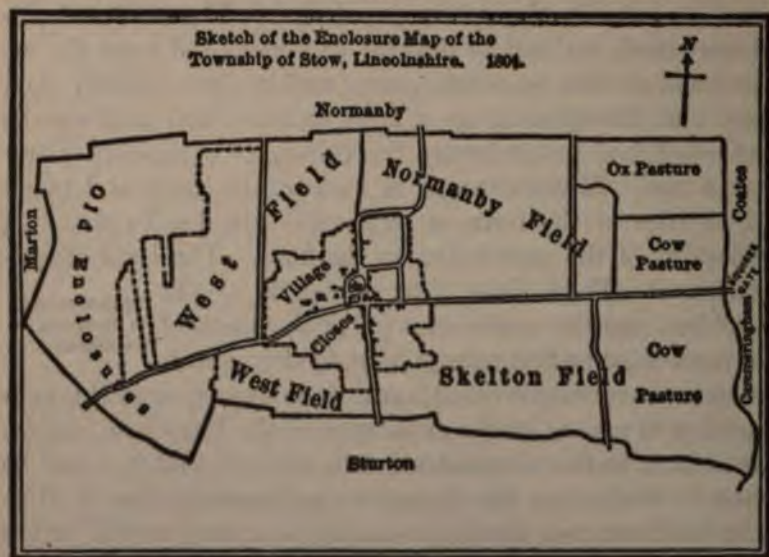 Sketch of the Enclosure Map of the
Township of Stow, Lincolnshire. 1804.
N
Normanby
Marton
Old Enclosures
West Field
Normanby Field
Ox Pasture
Coates
Cow
Pasture
Village
Closes
West Field
Skelton Field
Cow
Pasture
Cammeringham
Sturton